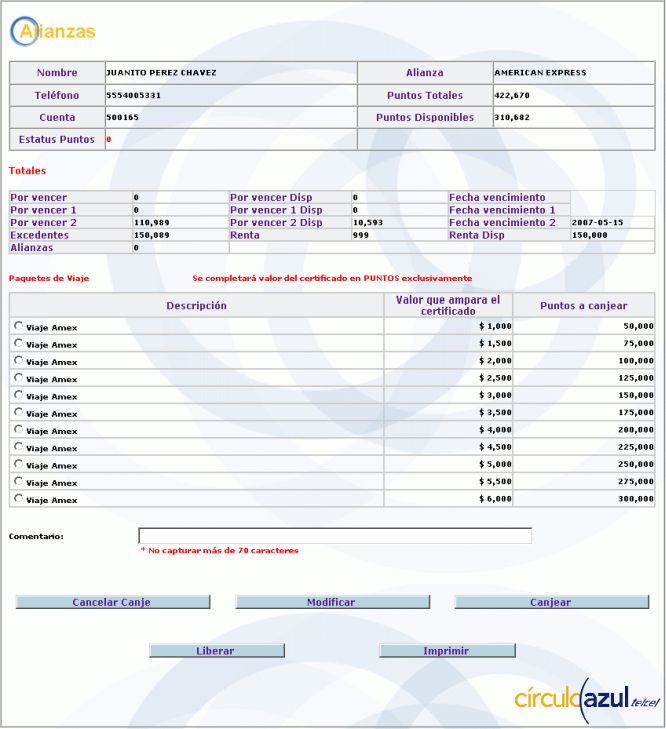 Alianzas
Nombre JUANITO PEREZ CHAVEZ Alianza AMERICAN EXPRESS
Teléfono 5554005331 Puntos Totales 422,670
Cuenta 500165 Puntos Disponibles 310,682
Estatus Puntos 0
Totales
Por vencer 0 Por vencer Disp 0 Fecha vencimiento
Por vencer 1 0 Por vencer 1 Disp 0 Fecha vencimiento 1
Por vencer 2 110,989 Por vencer 2 Disp 10,593 Fecha vencimiento 2 2007-05-15
Excedentes 150,089 Renta 999 Renta Disp 150,000
Alianzas 0
Paquetes de Viaje Se completará valor del certificado en PUNTOS exclusivamente
Descripción Valor que ampara el certificado Puntos a canjear
Viaje Amex $ 1,000 50,000
Viaje Amex $ 1,500 75,000
Viaje Amex $ 2,000 100,000
Viaje Amex $ 2,500 125,000
Viaje Amex $ 3,000 150,000
Viaje Amex $ 3,500 175,000
Viaje Amex $ 4,000 200,000
Viaje Amex $ 4,500 225,000
Viaje Amex $ 5,000 250,000
Viaje Amex $ 5,500 275,000
Viaje Amex $ 6,000 300,000
Comentario:
* No capturar más de 70 caracteres
Cancelar Canje Modificar Canjear
Liberar Imprimir
círculoazul telcel